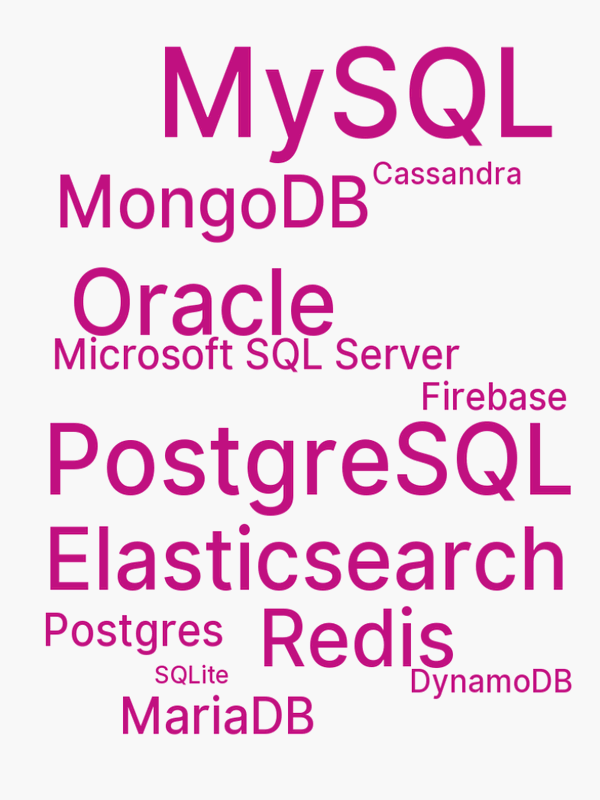 MySQL
Cassandra
MongoDB
Oracle
Microsoft SQL Server
Firebase
PostgreSQL
Elasticsearch
Postgres
Redis
SQLite
DynamoDB
MariaDB